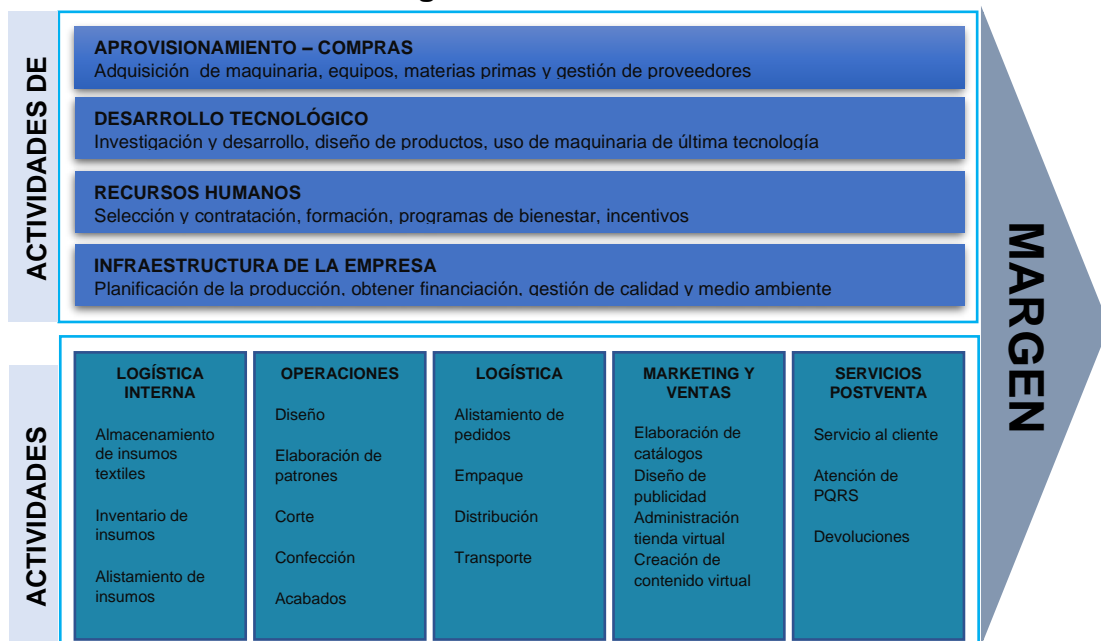 ACTIVIDADES DE
APROVISIONAMIENTO – COMPRAS
Adquisición de maquinaria, equipos, materias primas y gestión de proveedores
DESARROLLO TECNOLÓGICO
Investigación y desarrollo, diseño de productos, uso de maquinaria de última tecnología
RECURSOS HUMANOS
Selección y contratación, formación, programas de bienestar, incentivos
INFRAESTRUCTURA DE LA EMPRESA
Planificación de la producción, obtener financiación, gestión de calidad y medio ambiente
MARGEN
ACTIVIDADES
LOGÍSTICA
INTERNA
Almacenamiento
de insumos
textiles
Inventario de
insumos
Alistamiento de
insumos
OPERACIONES
Diseño
Elaboración de
patrones
Corte
Confección
Acabados
LOGÍSTICA
Alistamiento de
pedidos
Empaque
Distribución
Transporte
MARKETING Y
VENTAS
Elaboración de
catálogos
Diseño de
publicidad
Administración
tienda virtual
Creación de
contenido virtual
SERVICIOS
POSTVENTA
Servicio al cliente
Atención de
PQRS
Devoluciones